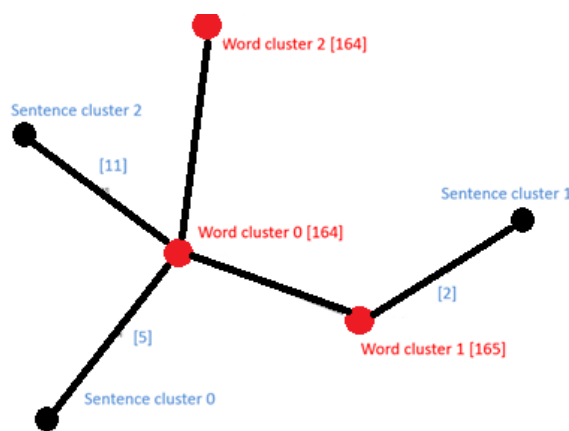 Word cluster 2 [164]
Sentence cluster 2
[11]
Sentence cluster 1
Word cluster 0 [164]
[2]
[5]
Word cluster 1 [165]
Sentence cluster 0